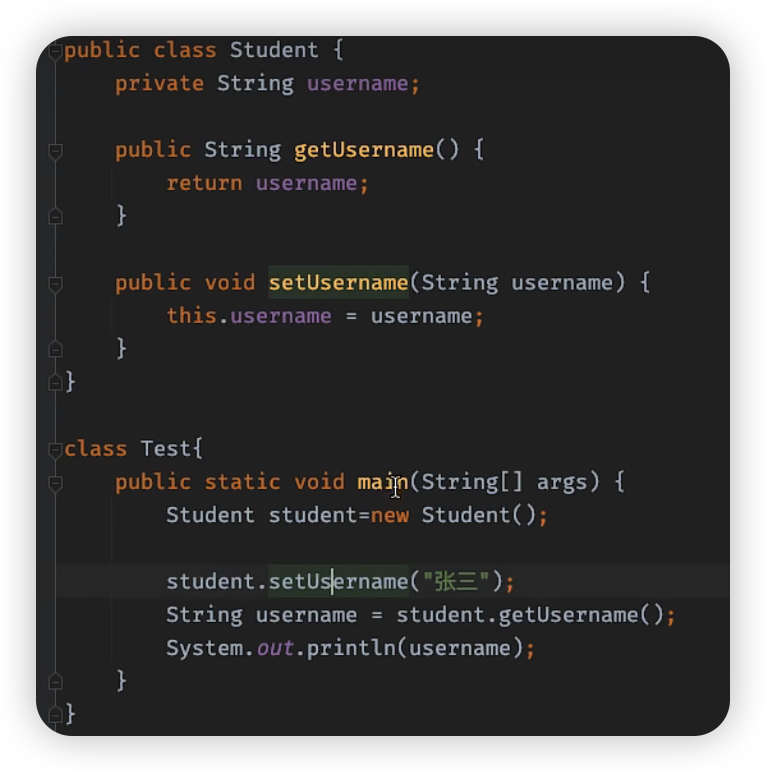 public class Student {
    private String username;

    public String getUsername() {
        return username;
    }

    public void setUsername(String username) {
        this.username = username;
    }
}

class Test{
    public static void main(String[] args) {
        Student student=new Student();

        student.setUsername("张三");
        String username = student.getUsername();
        System.out.println(username);
    }
}